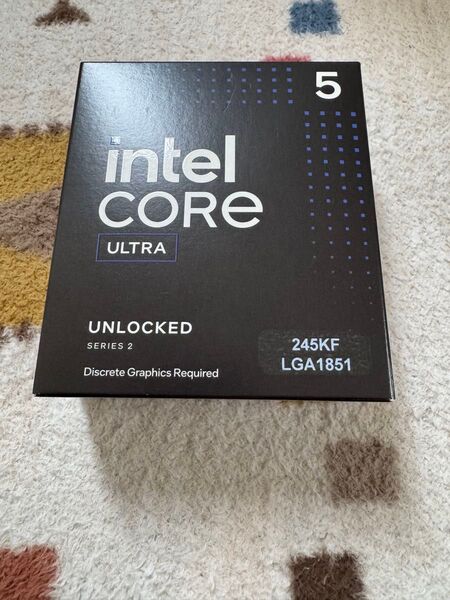 5
intel
CORE
ULTRA
UNLOCKED
SERIES 2
245KF
LGA1851
Discrete Graphics Required